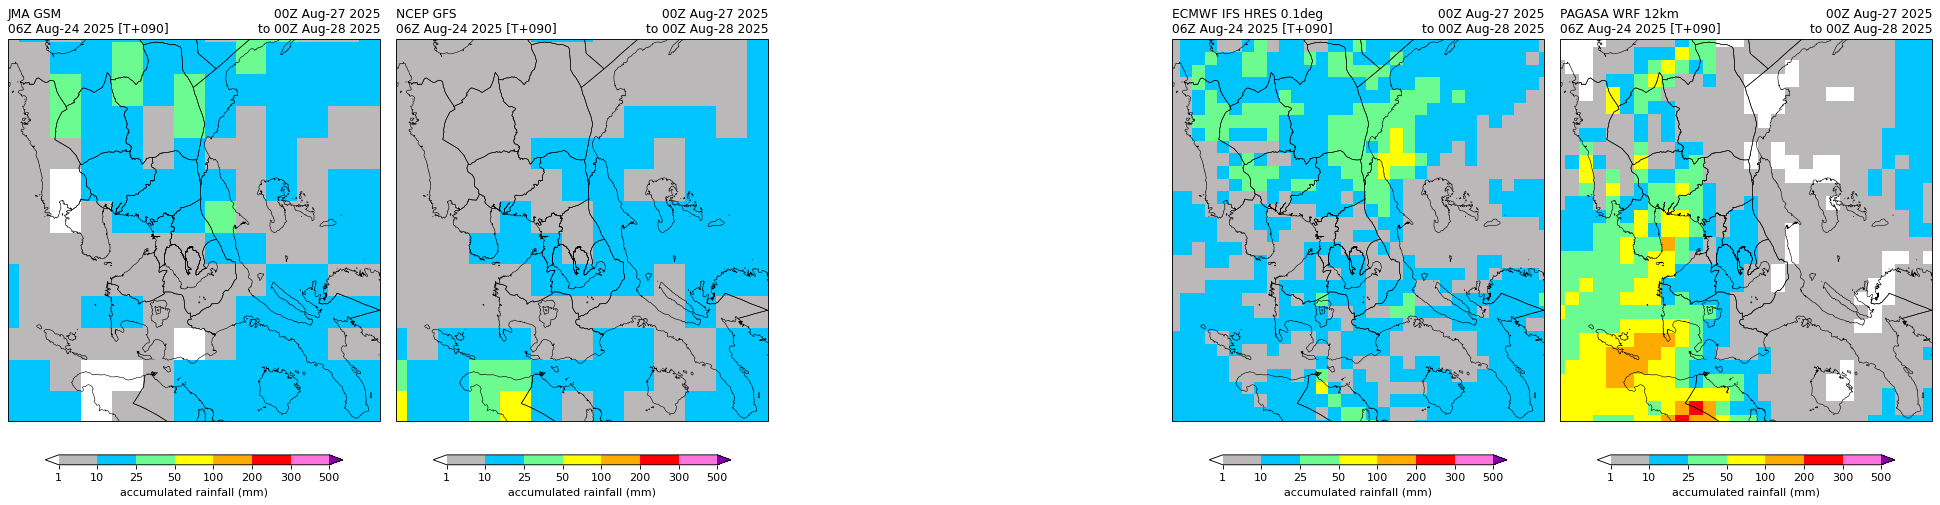 JMA GSM 00Z Aug-27 2025
06Z Aug-24 2025 [T+090] to 00Z Aug-28 2025
NCEP GFS 00Z Aug-27 2025
06Z Aug-24 2025 [T+090] to 00Z Aug-28 2025
ECMWF IFS HRES 0.1deg 00Z Aug-27 2025
06Z Aug-24 2025 [T+090] to 00Z Aug-28 2025
PAGASA WRF 12km 00Z Aug-27 2025
06Z Aug-24 2025 [T+090] to 00Z Aug-28 2025
1 10 25 50 100 200 300 500
accumulated rainfall (mm)
1 10 25 50 100 200 300 500
accumulated rainfall (mm)
1 10 25 50 100 200 300 500
accumulated rainfall (mm)
1 10 25 50 100 200 300 500
accumulated rainfall (mm)